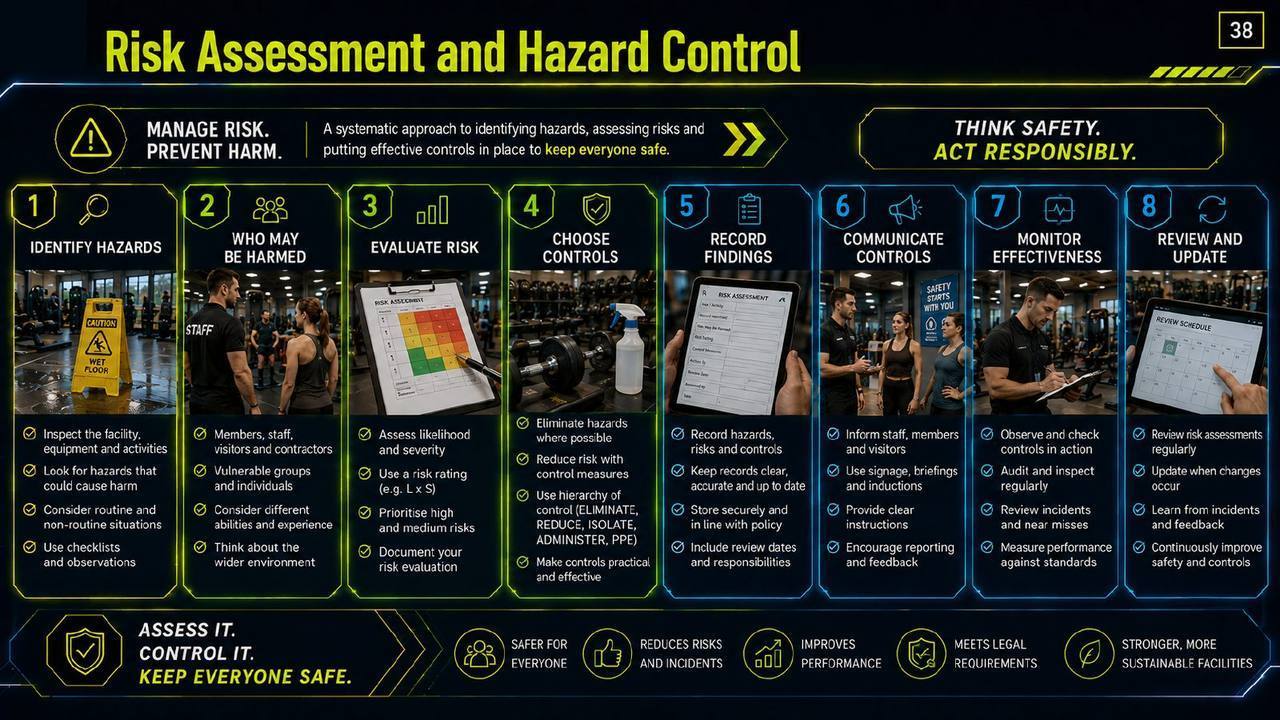 Risk Assessment and Hazard Control
38
MANAGE RISK.
PREVENT HARM.
A systematic approach to identifying hazards, assessing risks and
putting effective controls in place to keep everyone safe.
THINK SAFETY.
ACT RESPONSIBLY.
1
IDENTIFY HAZARDS
CAUTION
WET
FLOOR
Inspect the facility,
equipment and activities
Look for hazards that
could cause harm
Consider routine and
non-routine situations
Use checklists
and observations
2
WHO MAY
BE HARMED
STAFF
Members, staff,
visitors and contractors
Vulnerable groups
and individuals
Consider different
abilities and experience
Think about the
wider environment
3
EVALUATE RISK
Assess likelihood
and severity
Use a risk rating
(e.g. L x S)
Prioritise high
and medium risks
Document your
risk evaluation
4
CHOOSE
CONTROLS
Eliminate hazards
where possible
Reduce risk with
control measures
Use hierarchy of
control (ELIMINATE,
REDUCE, ISOLATE,
ADMINISTER, PPE)
Make controls practical
and effective
5
RECORD
FINDINGS
RISK ASSESSMENT
Record hazards,
risks and controls
Keep records clear,
accurate and up to date
Store securely and
in line with policy
Include review dates
and responsibilities
6
COMMUNICATE
CONTROLS
SAFETY
STARTS
WITH YOU
Inform staff, members
and visitors
Use signage, briefings
and inductions
Provide clear
instructions
Encourage reporting
and feedback
7
MONITOR
EFFECTIVENESS
Observe and check
controls in action
Audit and inspect
regularly
Review incidents
and near misses
Measure performance
against standards
8
REVIEW AND
UPDATE
REVIEW SCHEDULE
Review risk assessments
regularly
Update when changes
occur
Learn from incidents
and feedback
Continuously improve
safety and controls
ASSESS IT.
CONTROL IT.
KEEP EVERYONE SAFE.
SAFER FOR
EVERYONE
REDUCES RISKS
AND INCIDENTS
IMPROVES
PERFORMANCE
MEETS LEGAL
REQUIREMENTS
STRONGER, MORE
SUSTAINABLE FACILITIES